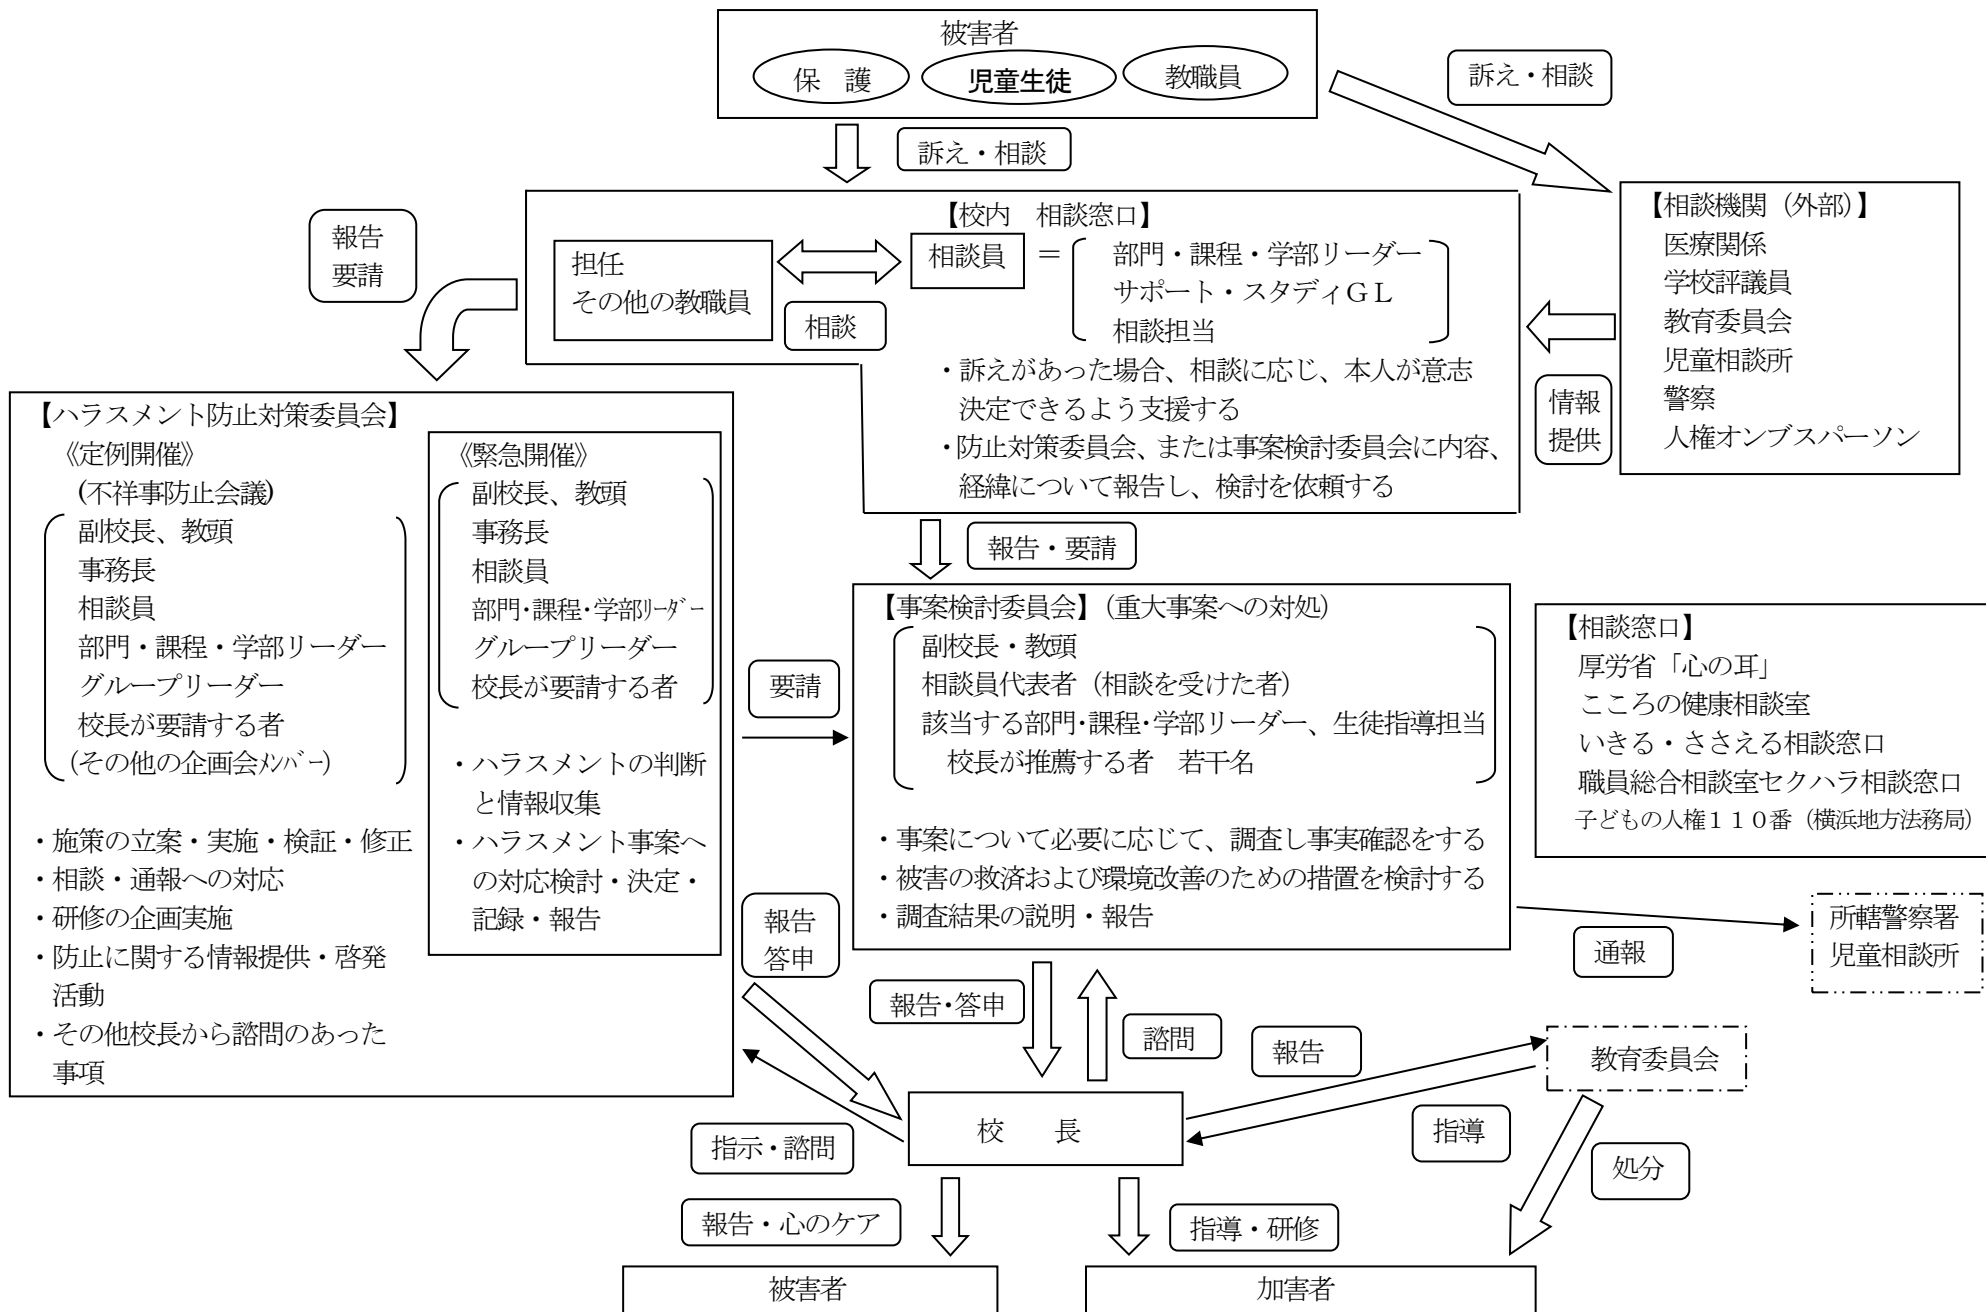 被害者
保　護
児童生徒
教職員
訴え・相談
訴え・相談
報告
要請
【校内　相談窓口】
担任
その他の教職員
相談
相談員
＝
部門・課程・学部リーダー
サポート・スタディＧＬ
相談担当
・訴えがあった場合、相談に応じ、本人が意志
決定できるよう支援する
・防止対策委員会、または事案検討委員会に内容、
経緯について報告し、検討を依頼する
【相談機関（外部）】
医療関係
学校評議員
教育委員会
児童相談所
警察
人権オンブスパーソン
情報
提供
【ハラスメント防止対策委員会】
《定例開催》
(不祥事防止会議)
副校長、教頭
事務長
相談員
部門・課程・学部リーダー
グループリーダー
校長が要請する者
(その他の企画会ﾒﾝﾊﾞｰ)
・施策の立案・実施・検証・修正
・相談・通報への対応
・研修の企画実施
・防止に関する情報提供・啓発
活動
・その他校長から諮問のあった
事項
《緊急開催》
副校長、教頭
事務長
相談員
部門・課程・学部ﾘｰﾀﾞｰ
グループリーダー
校長が要請する者
・ハラスメントの判断
と情報収集
・ハラスメント事案へ
の対応検討・決定・
記録・報告
報告・要請
要請
【事案検討委員会】（重大事案への対処）
副校長・教頭
相談員代表者（相談を受けた者）
該当する部門・課程・学部リーダー、生徒指導担当
校長が推薦する者　若干名
・事案について必要に応じて、調査し事実確認をする
・被害の救済および環境改善のための措置を検討する
・調査結果の説明・報告
【相談窓口】
厚労省「心の耳」
こころの健康相談室
いきる・ささえる相談窓口
職員総合相談室セクハラ相談窓口
子どもの人権１１０番（横浜地方法務局）
報告
答申
報告・答申
諮問
通報
所轄警察署
児童相談所
報告
教育委員会
指導
処分
校　　長
指示・諮問
報告・心のケア
指導・研修
被害者
加害者